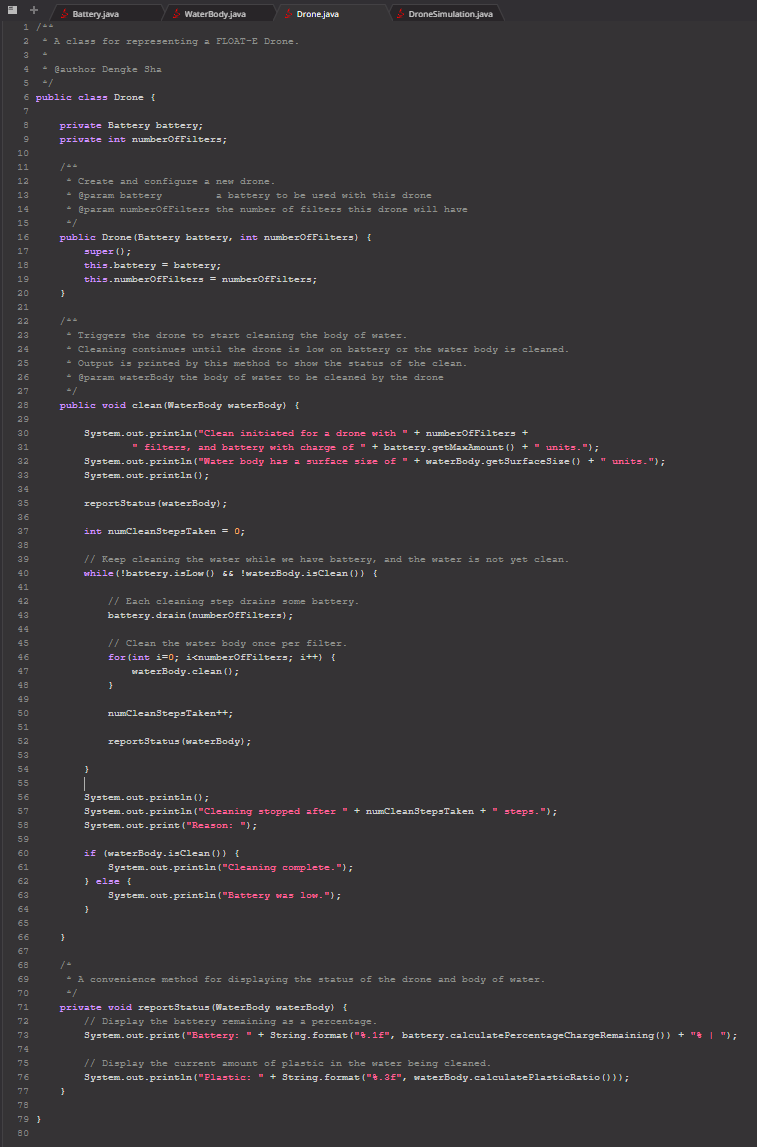 Battery.java WaterBody.java Drone.java DroneSimulation.java
1 /**
2  * A class for representing a FLOAT-E Drone.
3  *
4  * @author Dengke Sha
5  */
6 public class Drone {
7
8     private Battery battery;
9     private int numberOfFilters;
10
11     /**
12      * Create and configure a new drone.
13      * @param battery         a battery to be used with this drone
14      * @param numberOfFilters the number of filters this drone will have
15      */
16     public Drone(Battery battery, int numberOfFilters) {
17         super();
18         this.battery = battery;
19         this.numberOfFilters = numberOfFilters;
20     }
21
22     /**
23      * Triggers the drone to start cleaning the body of water.
24      * Cleaning continues until the drone is low on battery or the water body is cleaned.
25      * Output is printed by this method to show the status of the clean.
26      * @param waterBody the body of water to be cleaned by the drone
27      */
28     public void clean(WaterBody waterBody) {
29
30         System.out.println("Clean initiated for a drone with " + numberOfFilters +
31                 " filters, and battery with charge of " + battery.getMaxAmount() + " units.");
32         System.out.println("Water body has a surface size of " + waterBody.getSurfaceSize() + " units.");
33         System.out.println();
34
35         reportStatus(waterBody);
36
37         int numCleanStepsTaken = 0;
38
39         // Keep cleaning the water while we have battery, and the water is not yet clean.
40         while(!battery.isLow() && !waterBody.isClean()) {
41
42             // Each cleaning step drains some battery.
43             battery.drain(numberOfFilters);
44
45             // Clean the water body once per filter.
46             for(int i=0; i<numberOfFilters; i++) {
47                 waterBody.clean();
48             }
49
50             numCleanStepsTaken++;
51
52             reportStatus(waterBody);
53
54         }
55
56         System.out.println();
57         System.out.println("Cleaning stopped after " + numCleanStepsTaken + " steps.");
58         System.out.print("Reason: ");
59
60         if (waterBody.isClean()) {
61             System.out.println("Cleaning complete.");
62         } else {
63             System.out.println("Battery was low.");
64         }
65
66     }
67
68     /*
69      * A convenience method for displaying the status of the drone and body of water.
70      */
71     private void reportStatus(WaterBody waterBody) {
72         // Display the battery remaining as a percentage.
73         System.out.print("Battery: " + String.format("%.1f", battery.calculatePercentageChargeRemaining()) + "% | ");
74
75         // Display the current amount of plastic in the water being cleaned.
76         System.out.println("Plastic: " + String.format("%.3f", waterBody.calculatePlasticRatio()));
77     }
78
79 }
80